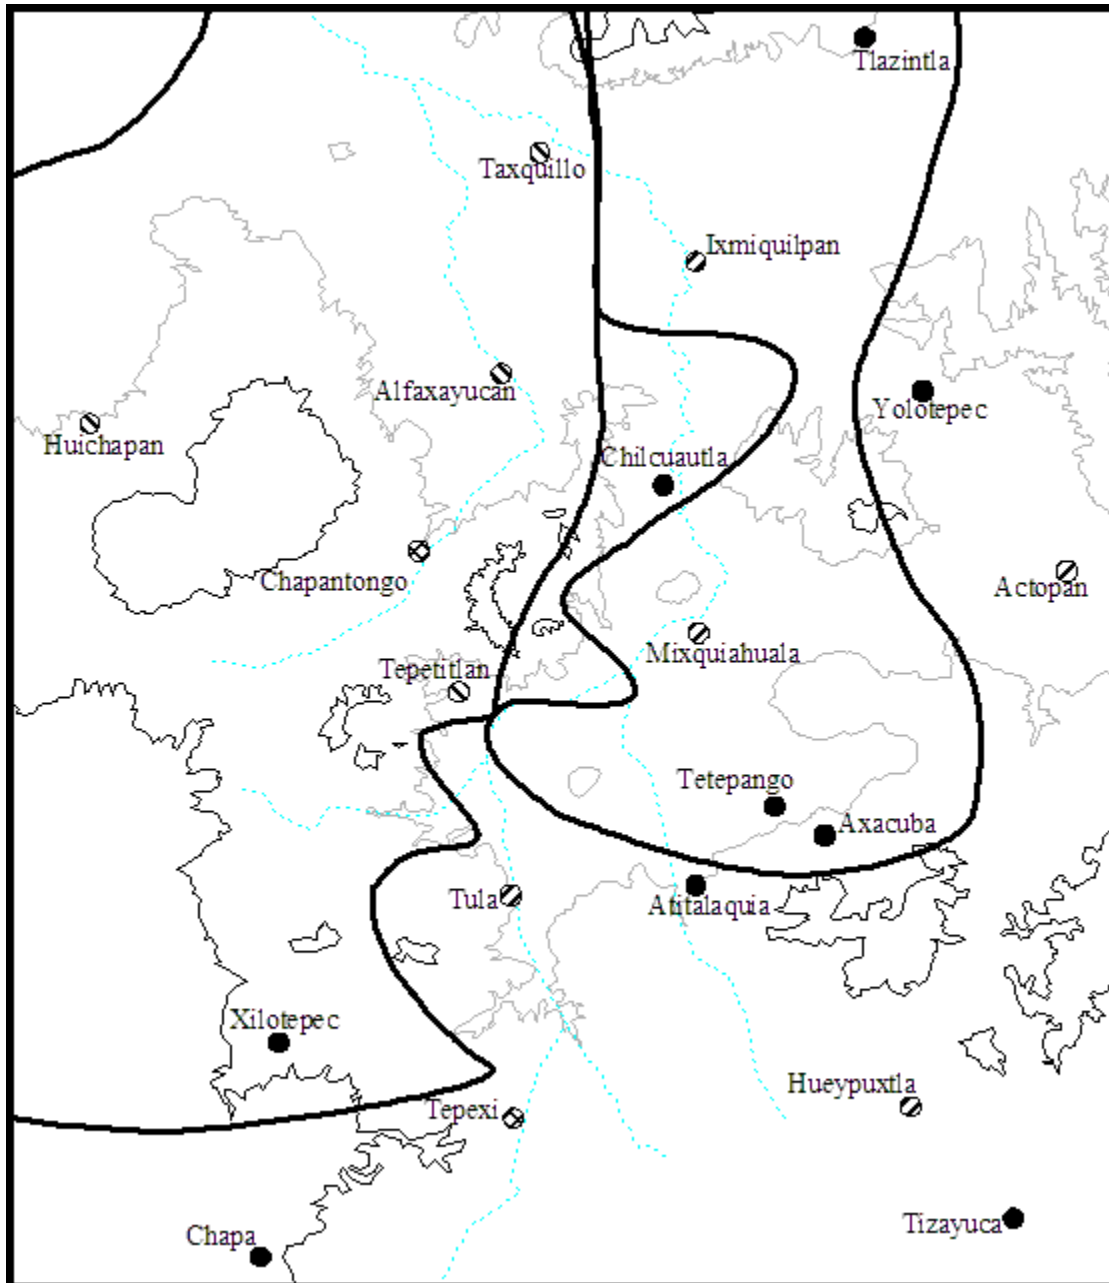 Tlazintla
Taxquillo
Ixmiquilpan
Alfaxayucan
Yolotepec
Huichapan
Chilcuautla
Chapantongo
Actopan
Mixquiahuala
Tepetitlan
Tetepango
Axacuba
Tula
Atitalaquia
Xilotepec
Hueypuxtla
Tepexi
Tizayuca
Chapa